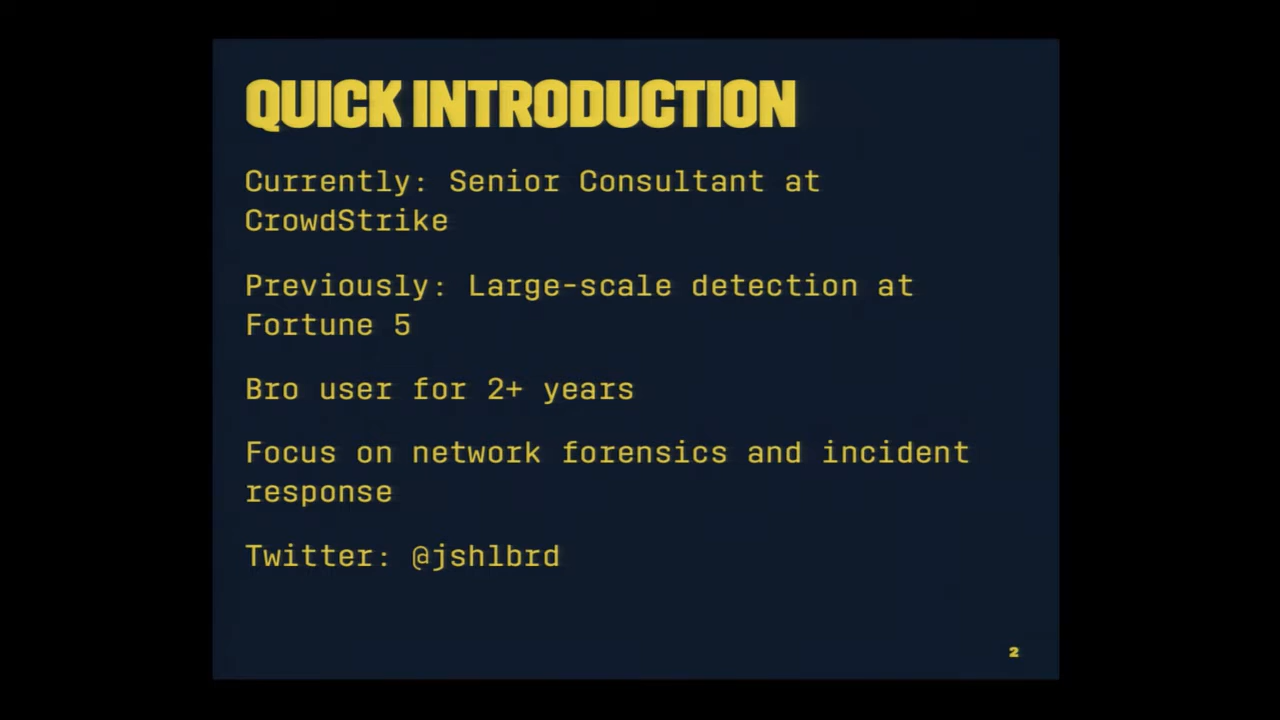 QUICK INTRODUCTION
Currently: Senior Consultant at
CrowdStrike
Previously: Large-scale detection at
Fortune 5
Bro user for 2+ years
Focus on network forensics and incident
response
Twitter: @jshlbrd
2